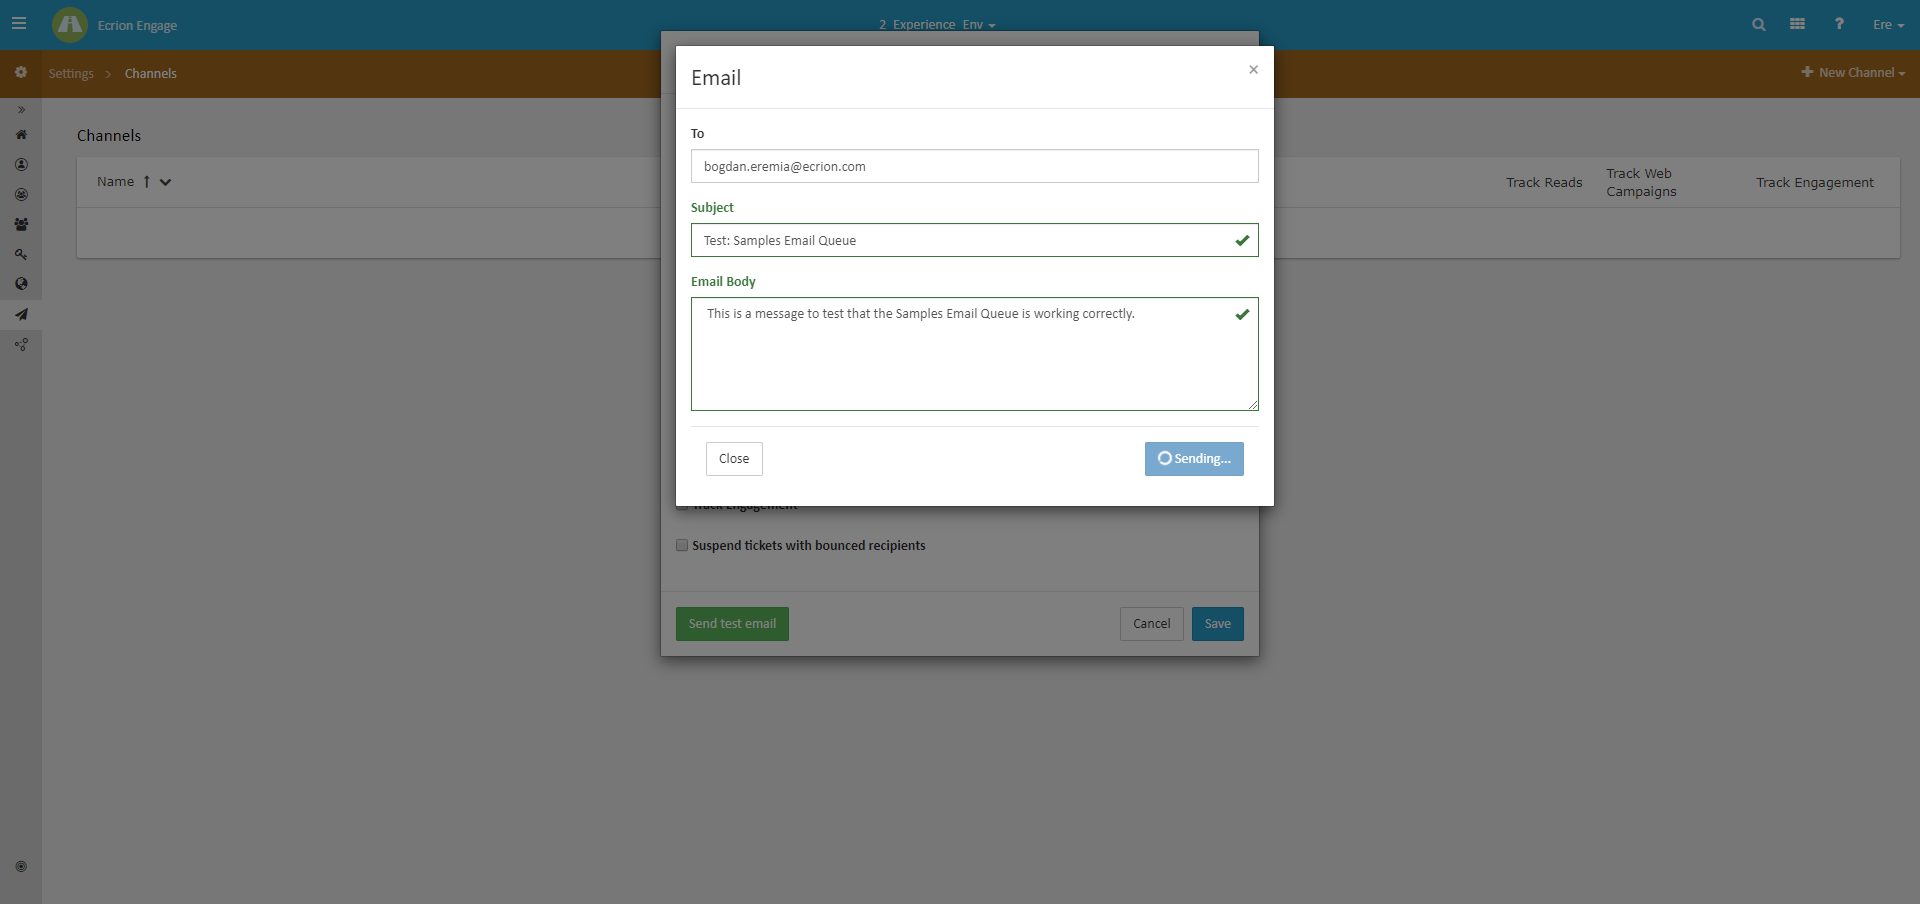 Ecrion Engage
2_Experience_Env
?
Ere
Settings > Channels
+ New Channel
Channels
Name
Track Reads
Track Web
Campaigns
Track Engagement
Email
×
To
bogdan.eremia@ecrion.com
Subject
Test: Samples Email Queue
Email Body
This is a message to test that the Samples Email Queue is working correctly.
Close
Sending...
Track Engagement
Suspend tickets with bounced recipients
Send test email
Cancel
Save